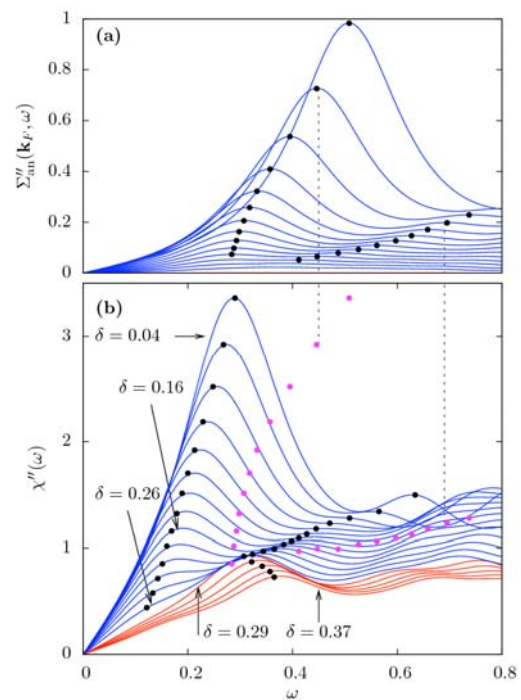 (a)
1
0.8
0.6
0.4
0.2
0
Σ″an(kF, ω)
(b)
3
2
1
0
χ″(ω)
δ = 0.04
δ = 0.16
δ = 0.26
δ = 0.29
δ = 0.37
0 0.2 0.4 0.6 0.8
ω